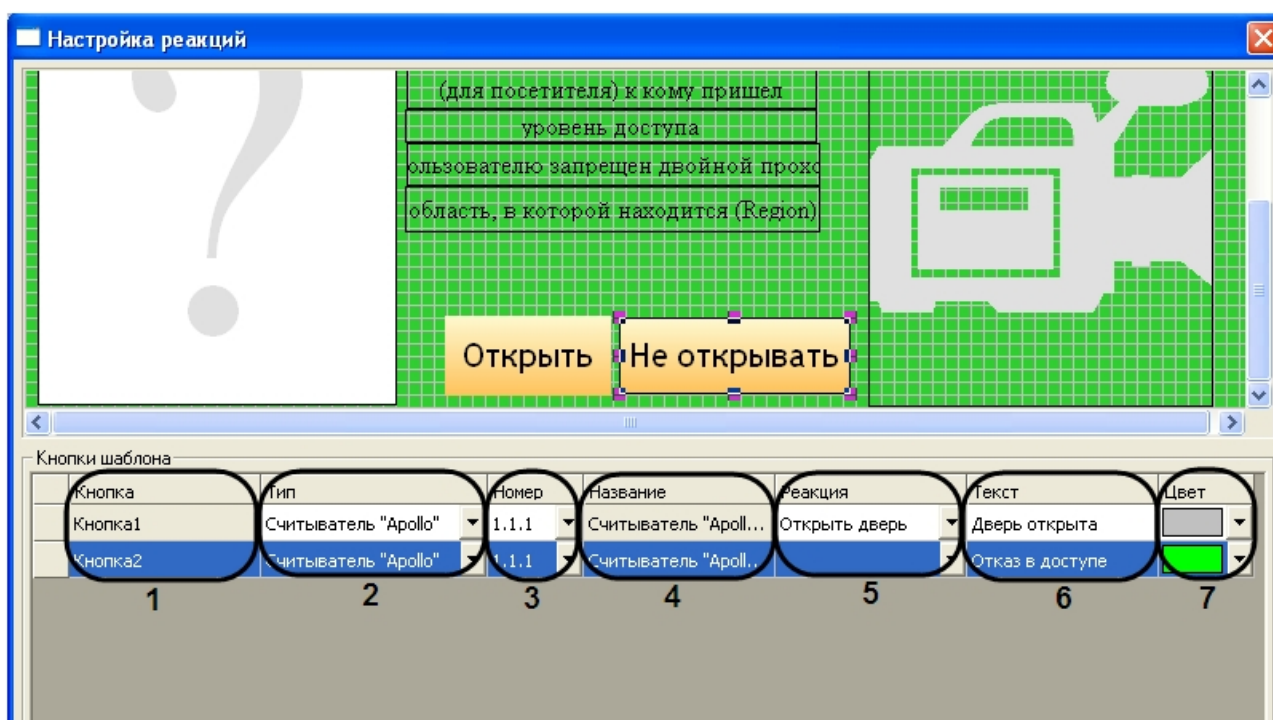 Настройка реакций
(для посетителя) к кому пришел
уровень доступа
ользователю запрещен двойной прохо
область, в которой находится (Region)
Открыть Не открывать
Кнопки шаблона
Кнопка Тип Номер Название Реакция Текст Цвет
Кнопка1 Считыватель "Apollo" 1.1.1 Считыватель "Apoll... Открыть дверь Дверь открыта
Кнопка2 Считыватель "Apollo" 1.1.1 Считыватель "Apoll... Отказ в доступе
1 2 3 4 5 6 7